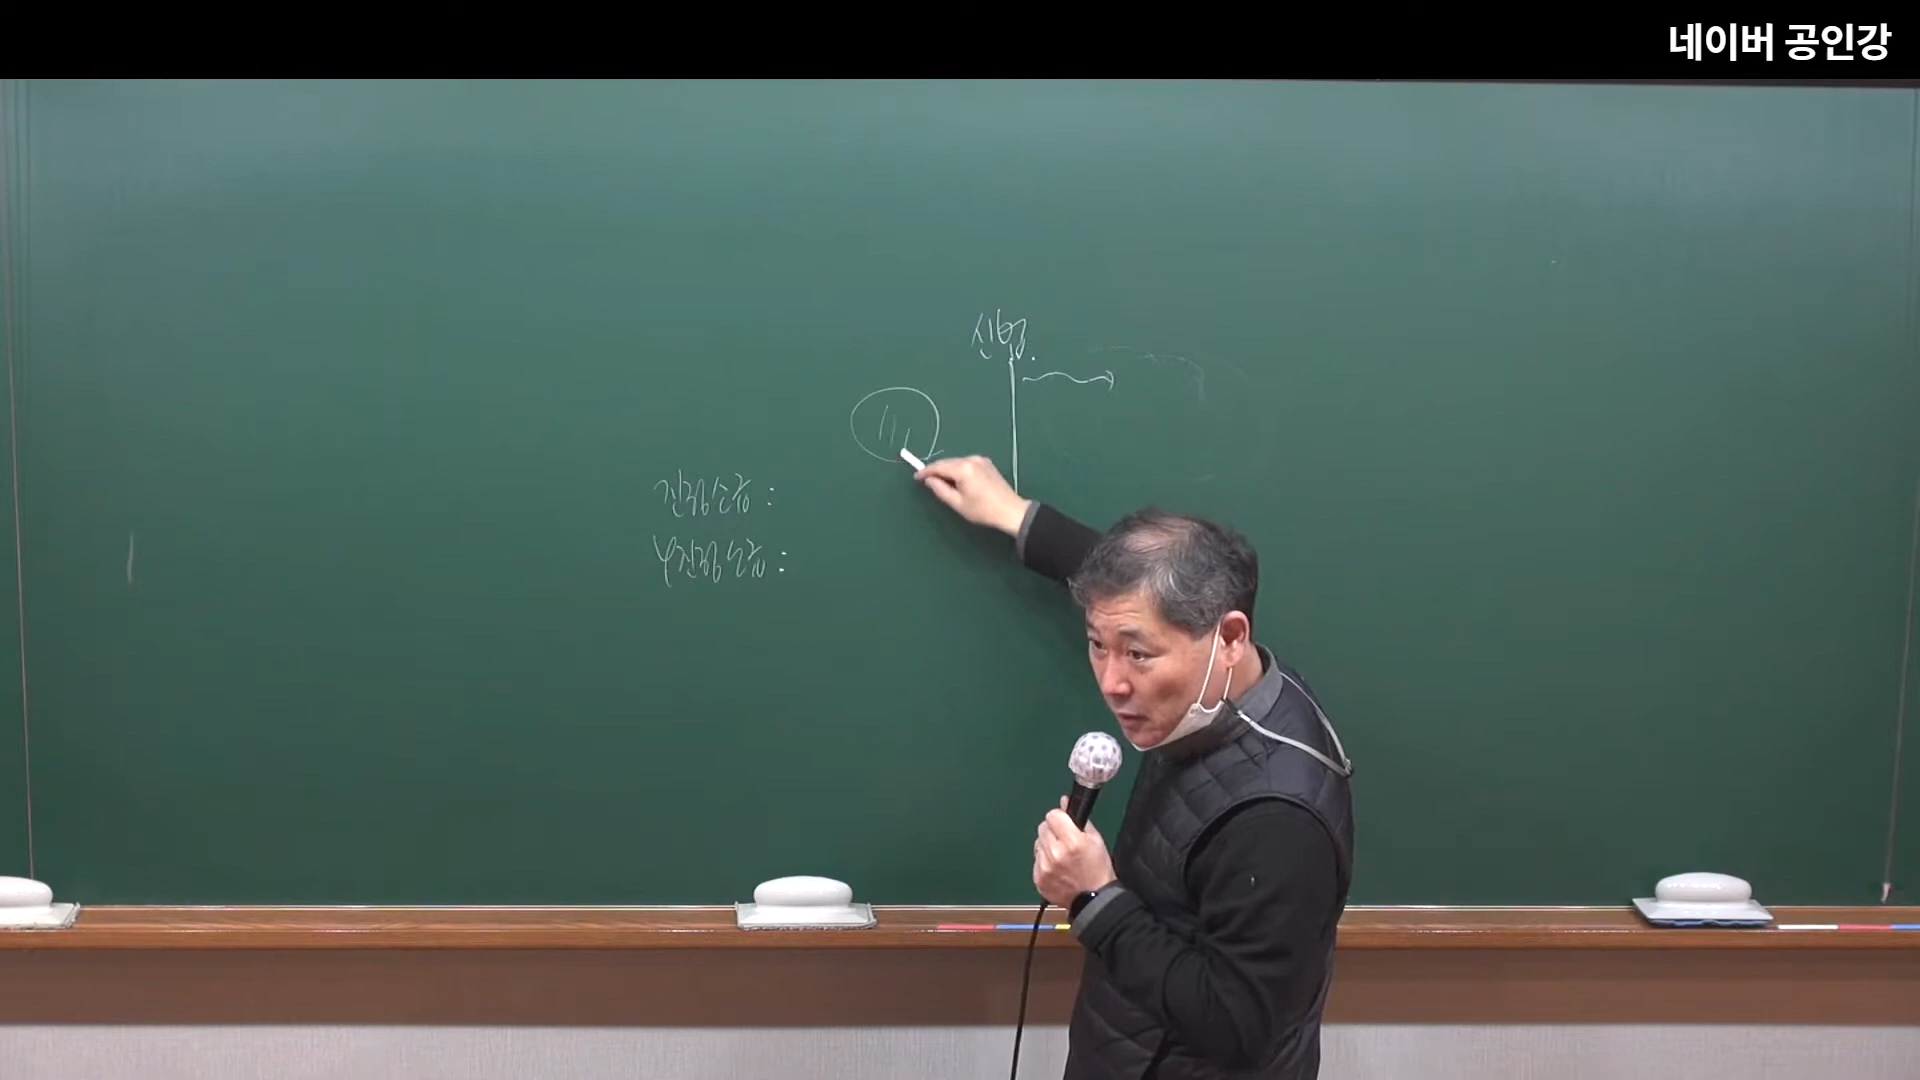 네이버 공인강
신법.
진정소급 :
부진정소급 :